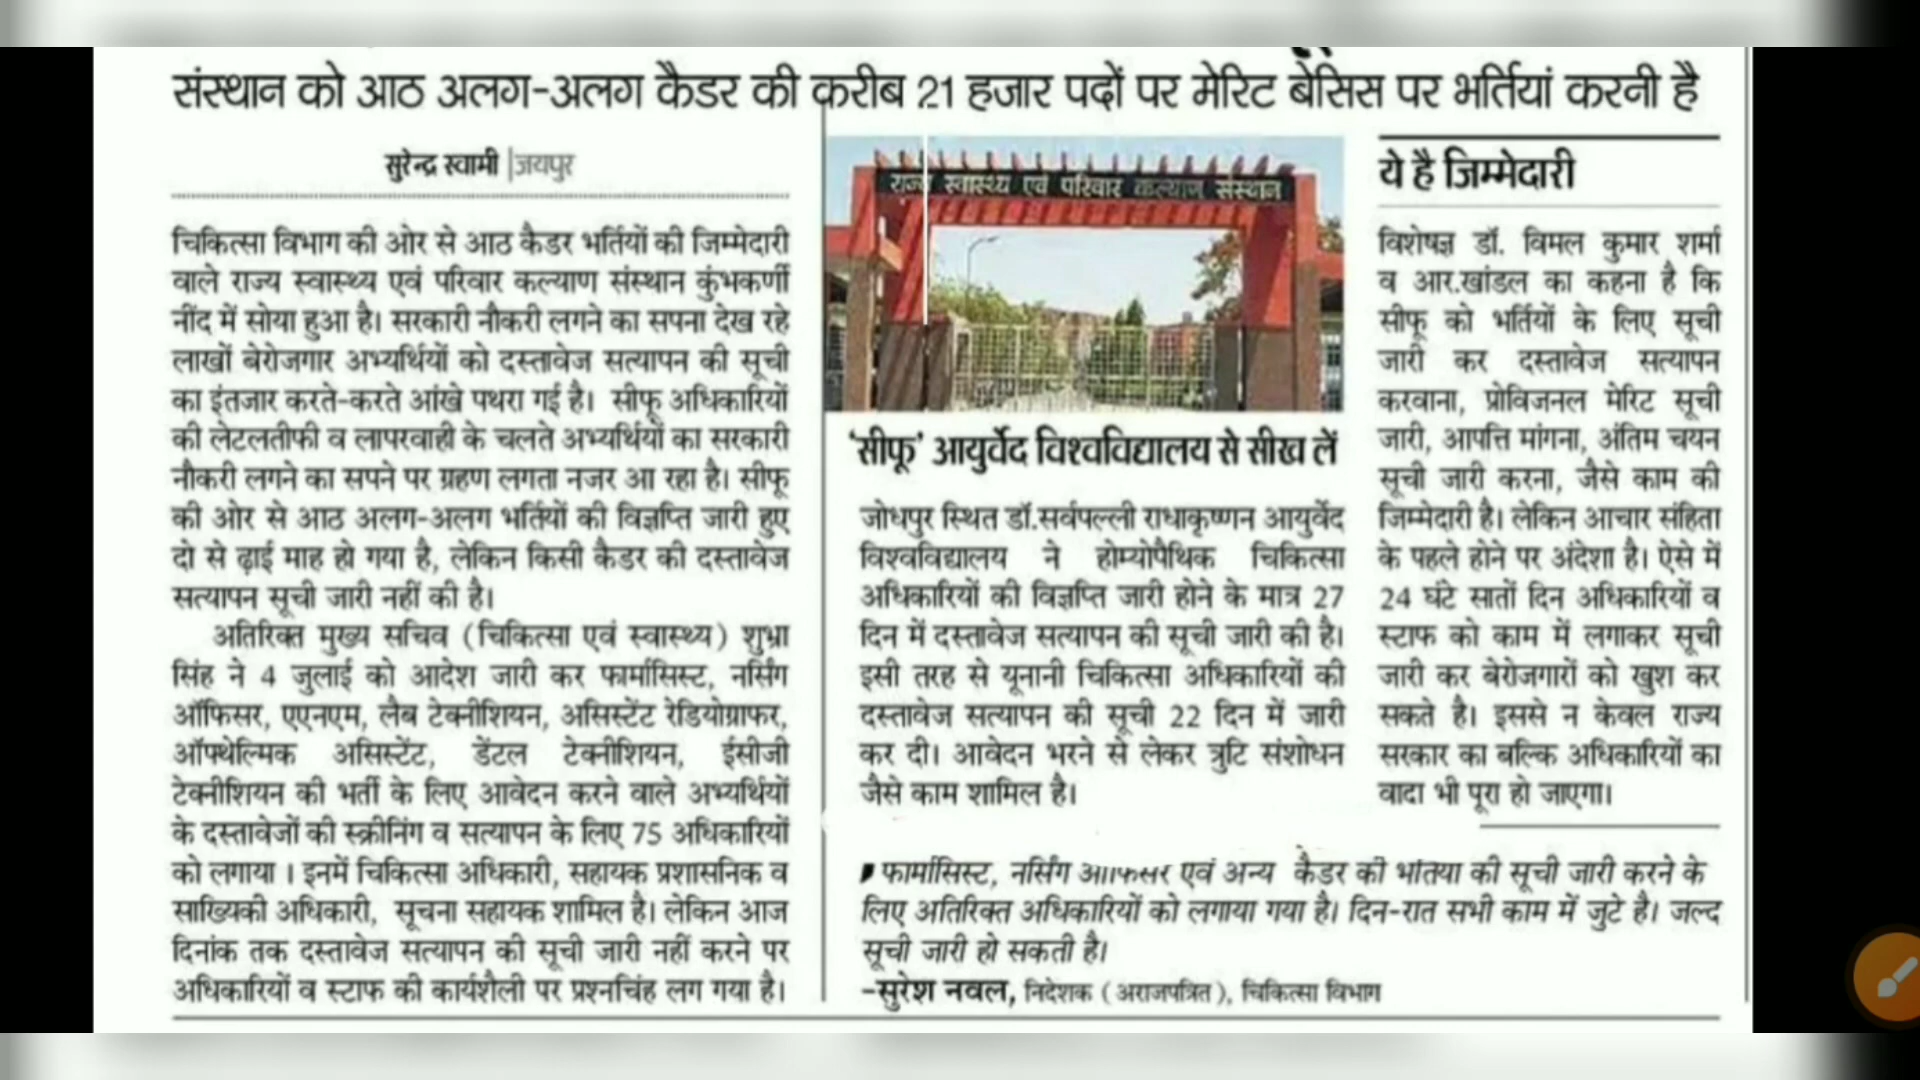 संस्थान को आठ अलग-अलग कैडर की करीब 21 हजार पदों पर मेरिट बेसिस पर भर्तियां करनी है
सुरेन्द्र स्वामी |जयपुर
चिकित्सा विभाग की ओर से आठ कैडर भर्तियों की जिम्मेदारी
वाले राज्य स्वास्थ्य एवं परिवार कल्याण संस्थान कुंभकर्णी
नींद में सोया हुआ है। सरकारी नौकरी लगने का सपना देख रहे
लाखों बेरोजगार अभ्यर्थियों को दस्तावेज सत्यापन की सूची
का इंतजार करते-करते आंखे पथरा गई है। सीफू अधिकारियों
की लेटलतीफी व लापरवाही के चलते अभ्यर्थियों का सरकारी
नौकरी लगने का सपने पर ग्रहण लगता नजर आ रहा है। सीफू
की ओर से आठ अलग-अलग भर्तियों की विज्ञप्ति जारी हुए
दो से ढ़ाई माह हो गया है, लेकिन किसी कैडर की दस्तावेज
सत्यापन सूची जारी नहीं की है।
अतिरिक्त मुख्य सचिव (चिकित्सा एवं स्वास्थ्य) शुभ्रा
सिंह ने 4 जुलाई को आदेश जारी कर फार्मासिस्ट, नर्सिंग
ऑफिसर, एएनएम, लैब टेक्नीशियन, असिस्टेंट रेडियोग्राफर,
ऑफ्थेल्मिक असिस्टेंट, डेंटल टेक्नीशियन, ईसीजी
टेक्नीशियन की भर्ती के लिए आवेदन करने वाले अभ्यर्थियों
के दस्तावेजों की स्क्रीनिंग व सत्यापन के लिए 75 अधिकारियों
को लगाया । इनमें चिकित्सा अधिकारी, सहायक प्रशासनिक व
साख्यिकी अधिकारी, सूचना सहायक शामिल है। लेकिन आज
दिनांक तक दस्तावेज सत्यापन की सूची जारी नहीं करने पर
अधिकारियों व स्टाफ की कार्यशैली पर प्रश्नचिंह लग गया है।
राज्य स्वास्थ्य एवं परिवार कल्याण संस्थान
'सीफू' आयुर्वेद विश्वविद्यालय से सीख लें
जोधपुर स्थित डॉ.सर्वपल्ली राधाकृष्णन आयुर्वेद
विश्वविद्यालय ने होम्योपैथिक चिकित्सा
अधिकारियों की विज्ञप्ति जारी होने के मात्र 27
दिन में दस्तावेज सत्यापन की सूची जारी की है।
इसी तरह से यूनानी चिकित्सा अधिकारियों की
दस्तावेज सत्यापन की सूची 22 दिन में जारी
कर दी। आवेदन भरने से लेकर त्रुटि संशोधन
जैसे काम शामिल है।
ये है जिम्मेदारी
विशेषज्ञ डॉ. विमल कुमार शर्मा
व आर.खांडल का कहना है कि
सीफू को भर्तियों के लिए सूची
जारी कर दस्तावेज सत्यापन
करवाना, प्रोविजनल मेरिट सूची
जारी, आपत्ति मांगना, अंतिम चयन
सूची जारी करना, जैसे काम की
जिम्मेदारी है। लेकिन आचार संहिता
के पहले होने पर अंदेशा है। ऐसे में
24 घंटे सातों दिन अधिकारियों व
स्टाफ को काम में लगाकर सूची
जारी कर बेरोजगारों को खुश कर
सकते है। इससे न केवल राज्य
सरकार का बल्कि अधिकारियों का
वादा भी पूरा हो जाएगा।
फार्मासिस्ट, नर्सिंग ऑफिसर एवं अन्य कैडर की भर्तियों की सूची जारी करने के
लिए अतिरिक्त अधिकारियों को लगाया गया है। दिन-रात सभी काम में जुटे है। जल्द
सूची जारी हो सकती है।
-सुरेश नवल, निदेशक (अराजपत्रित), चिकित्सा विभाग